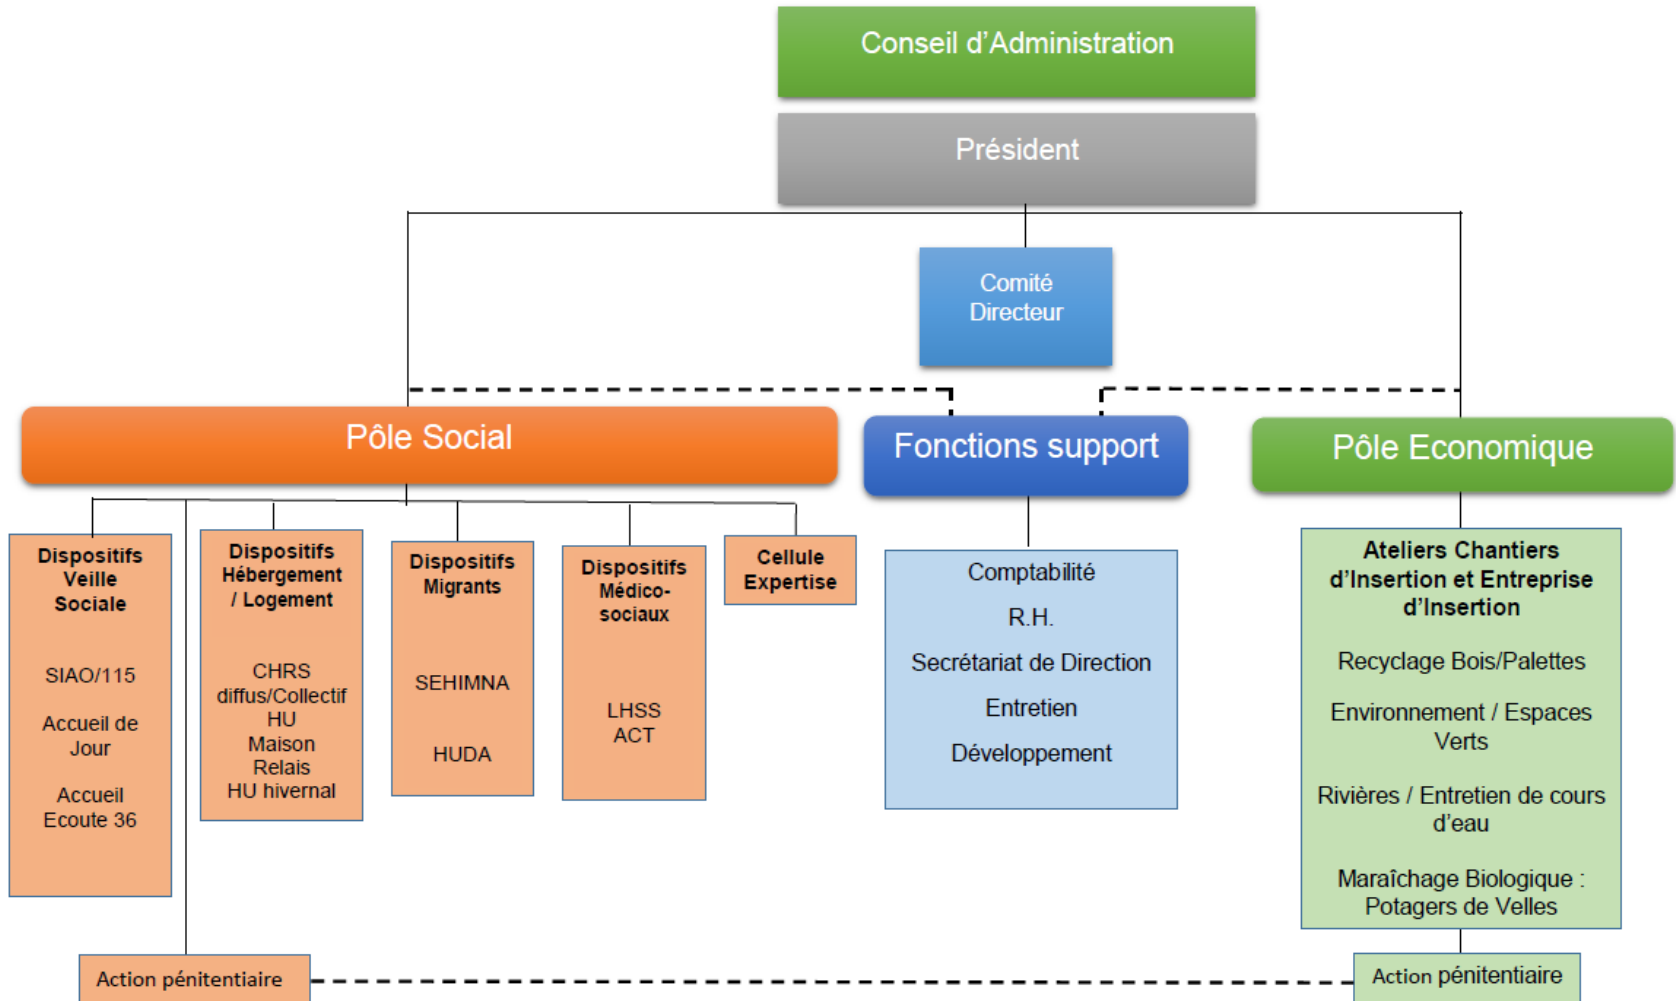 Conseil d'Administration
Président
Comité
Directeur
Pôle Social
Fonctions support
Pôle Economique
Dispositifs
Veille
Sociale
SIAO/115
Accueil de
Jour
Accueil
Ecoute 36
Dispositifs
Hébergement
/ Logement
CHRS
diffus/Collectif
HU
Maison
Relais
HU hivernal
Dispositifs
Migrants
SEHIMNA
HUDA
Dispositifs
Médico-
sociaux
LHSS
ACT
Cellule
Expertise
Comptabilité
R.H.
Secrétariat de Direction
Entretien
Développement
Ateliers Chantiers
d'Insertion et Entreprise
d'Insertion
Recyclage Bois/Palettes
Environnement / Espaces
Verts
Rivières / Entretien de cours
d'eau
Maraîchage Biologique :
Potagers de Velles
Action pénitentiaire
Action pénitentiaire